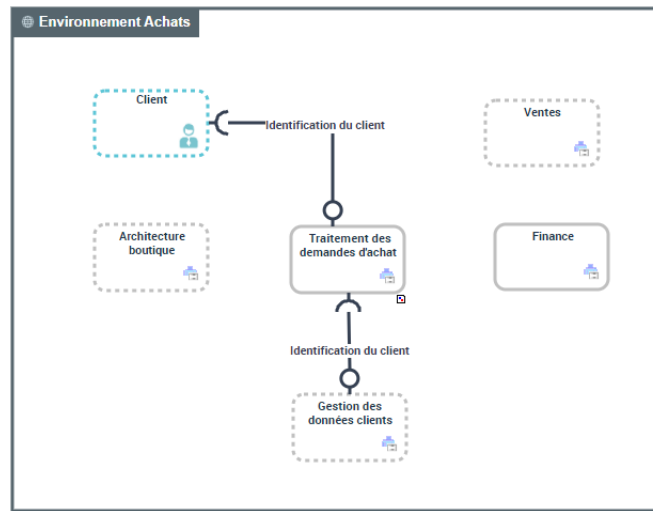 Environnement Achats
Client
Identification du client
Ventes
Architecture
boutique
Traitement des
demandes d'achat
Finance
Identification du client
Gestion des
données clients